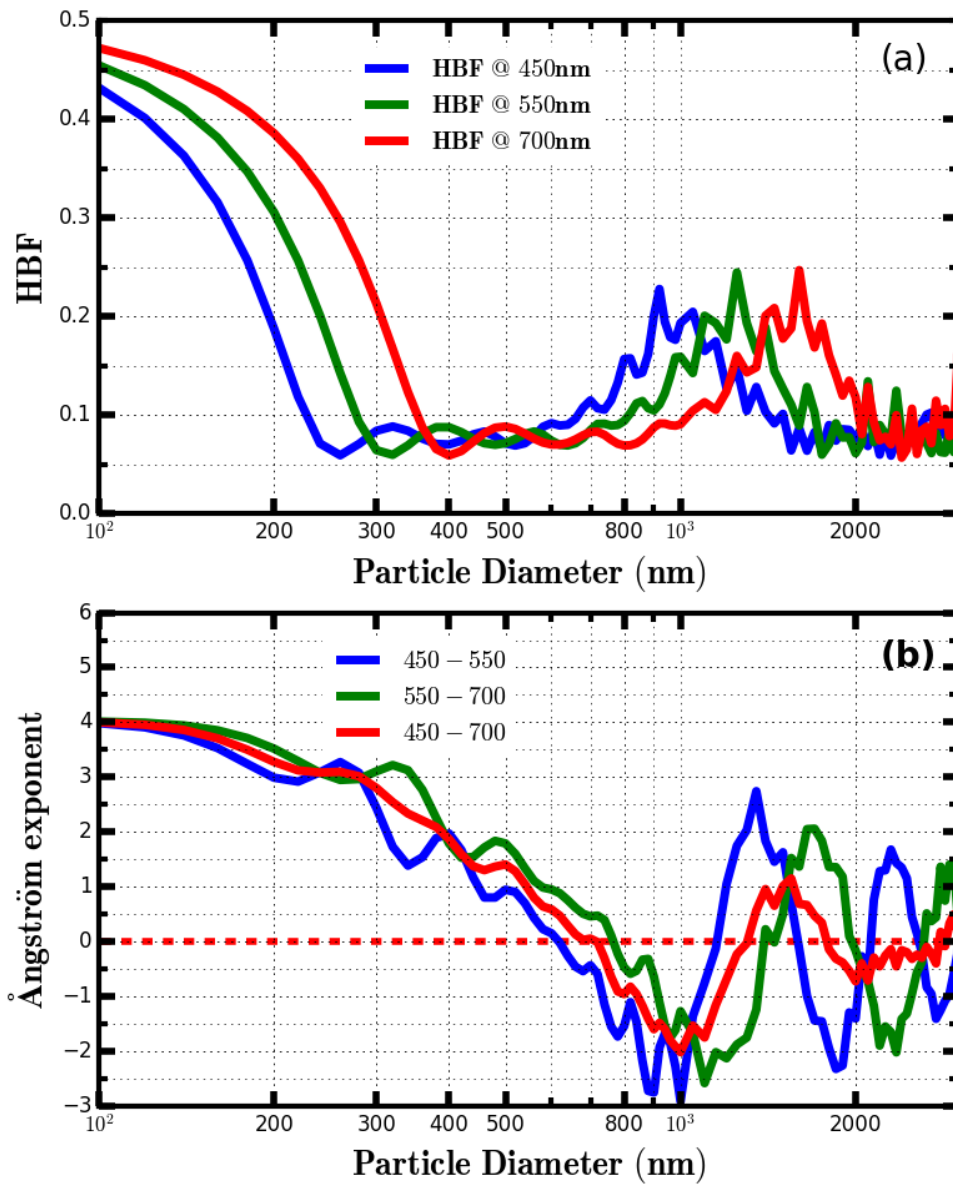 0.5
0.4
0.3
0.2
0.1
0.0
HBF
(a)
HBF @ 450nm
HBF @ 550nm
HBF @ 700nm
10² 200 300 400 500 800 10³ 2000
Particle Diameter (nm)
6
5
4
3
2
1
0
−1
−2
−3
Ångström exponent
(b)
450 − 550
550 − 700
450 − 700
10² 200 300 400 500 800 10³ 2000
Particle Diameter (nm)